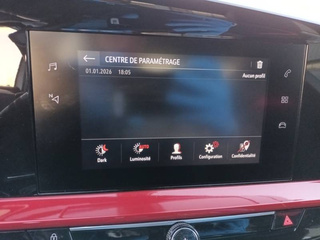 CENTRE DE PARAMÉTRAGE
01.01.2026 18:05 Aucun profil
Dark Luminosité Profils Configuration Confidentialité